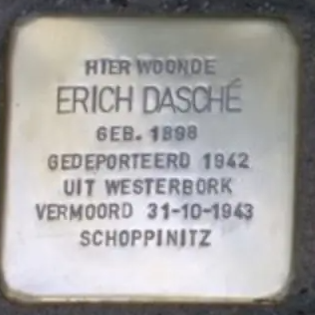 HIER WOONDE
ERICH DASCHÉ
GEB. 1898
GEDEPORTEERD 1942
UIT WESTERBORK
VERMOORD 31-10-1943
SCHOPPINITZ